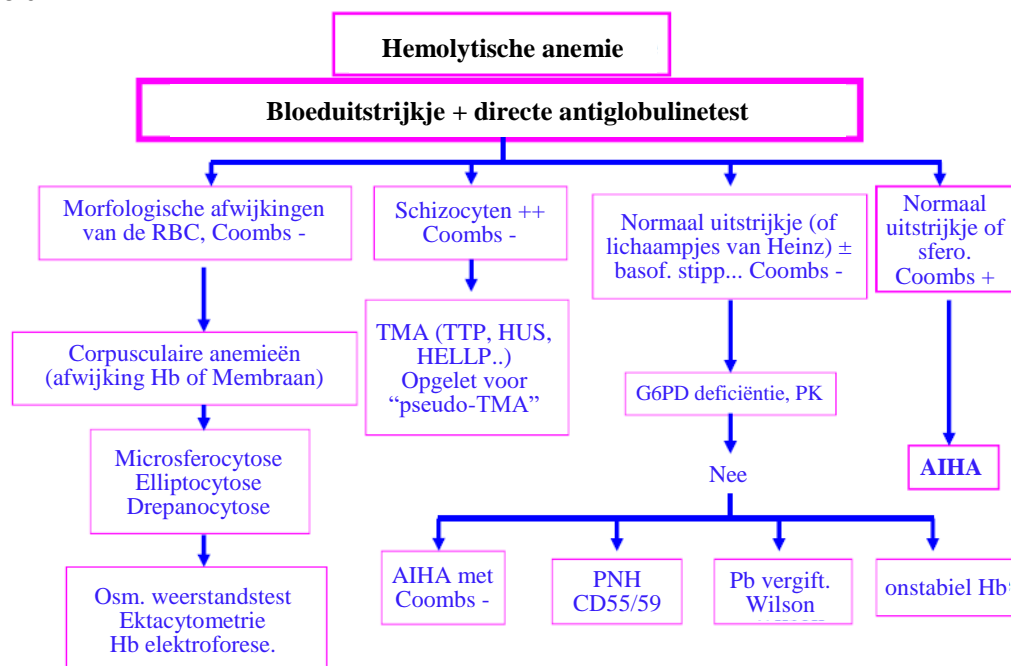 Hemolytische anemie
Bloeduitstrijkje + directe antiglobulinetest
Morfologische afwijkingen
van de RBC, Coombs -
Schizocyten ++
Coombs -
Normaal uitstrijkje (of
lichaampjes van Heinz) ±
basof. stipp... Coombs -
Normaal
uitstrijkje of
sfero.
Coombs +
Corpusculaire anemieën
(afwijking Hb of Membraan)
TMA (TTP, HUS,
HELLP..)
Opgelet voor
“pseudo-TMA”
G6PD deficiëntie, PK
AIHA
Microsferocytose
Elliptocytose
Drepanocytose
Nee
Osm. weerstandstest
Ektacytometrie
Hb elektroforese.
AIHA met
Coombs -
PNH
CD55/59
Pb vergift.
Wilson
onstabiel Hb